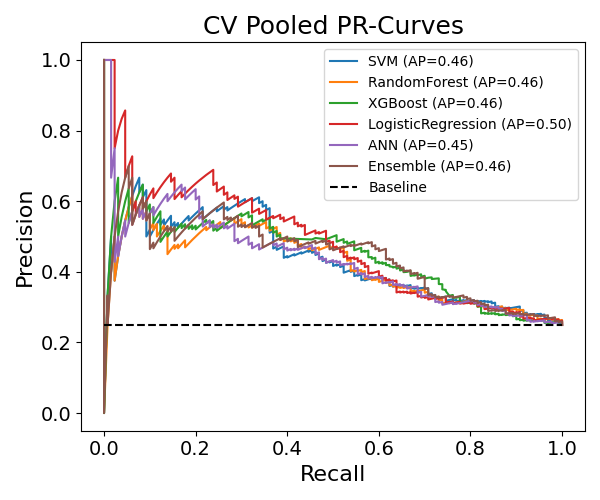 CV Pooled PR-Curves
SVM (AP=0.46)
RandomForest (AP=0.46)
XGBoost (AP=0.46)
LogisticRegression (AP=0.50)
ANN (AP=0.45)
Ensemble (AP=0.46)
Baseline
Precision
1.0
0.8
0.6
0.4
0.2
0.0
0.0 0.2 0.4 0.6 0.8 1.0
Recall